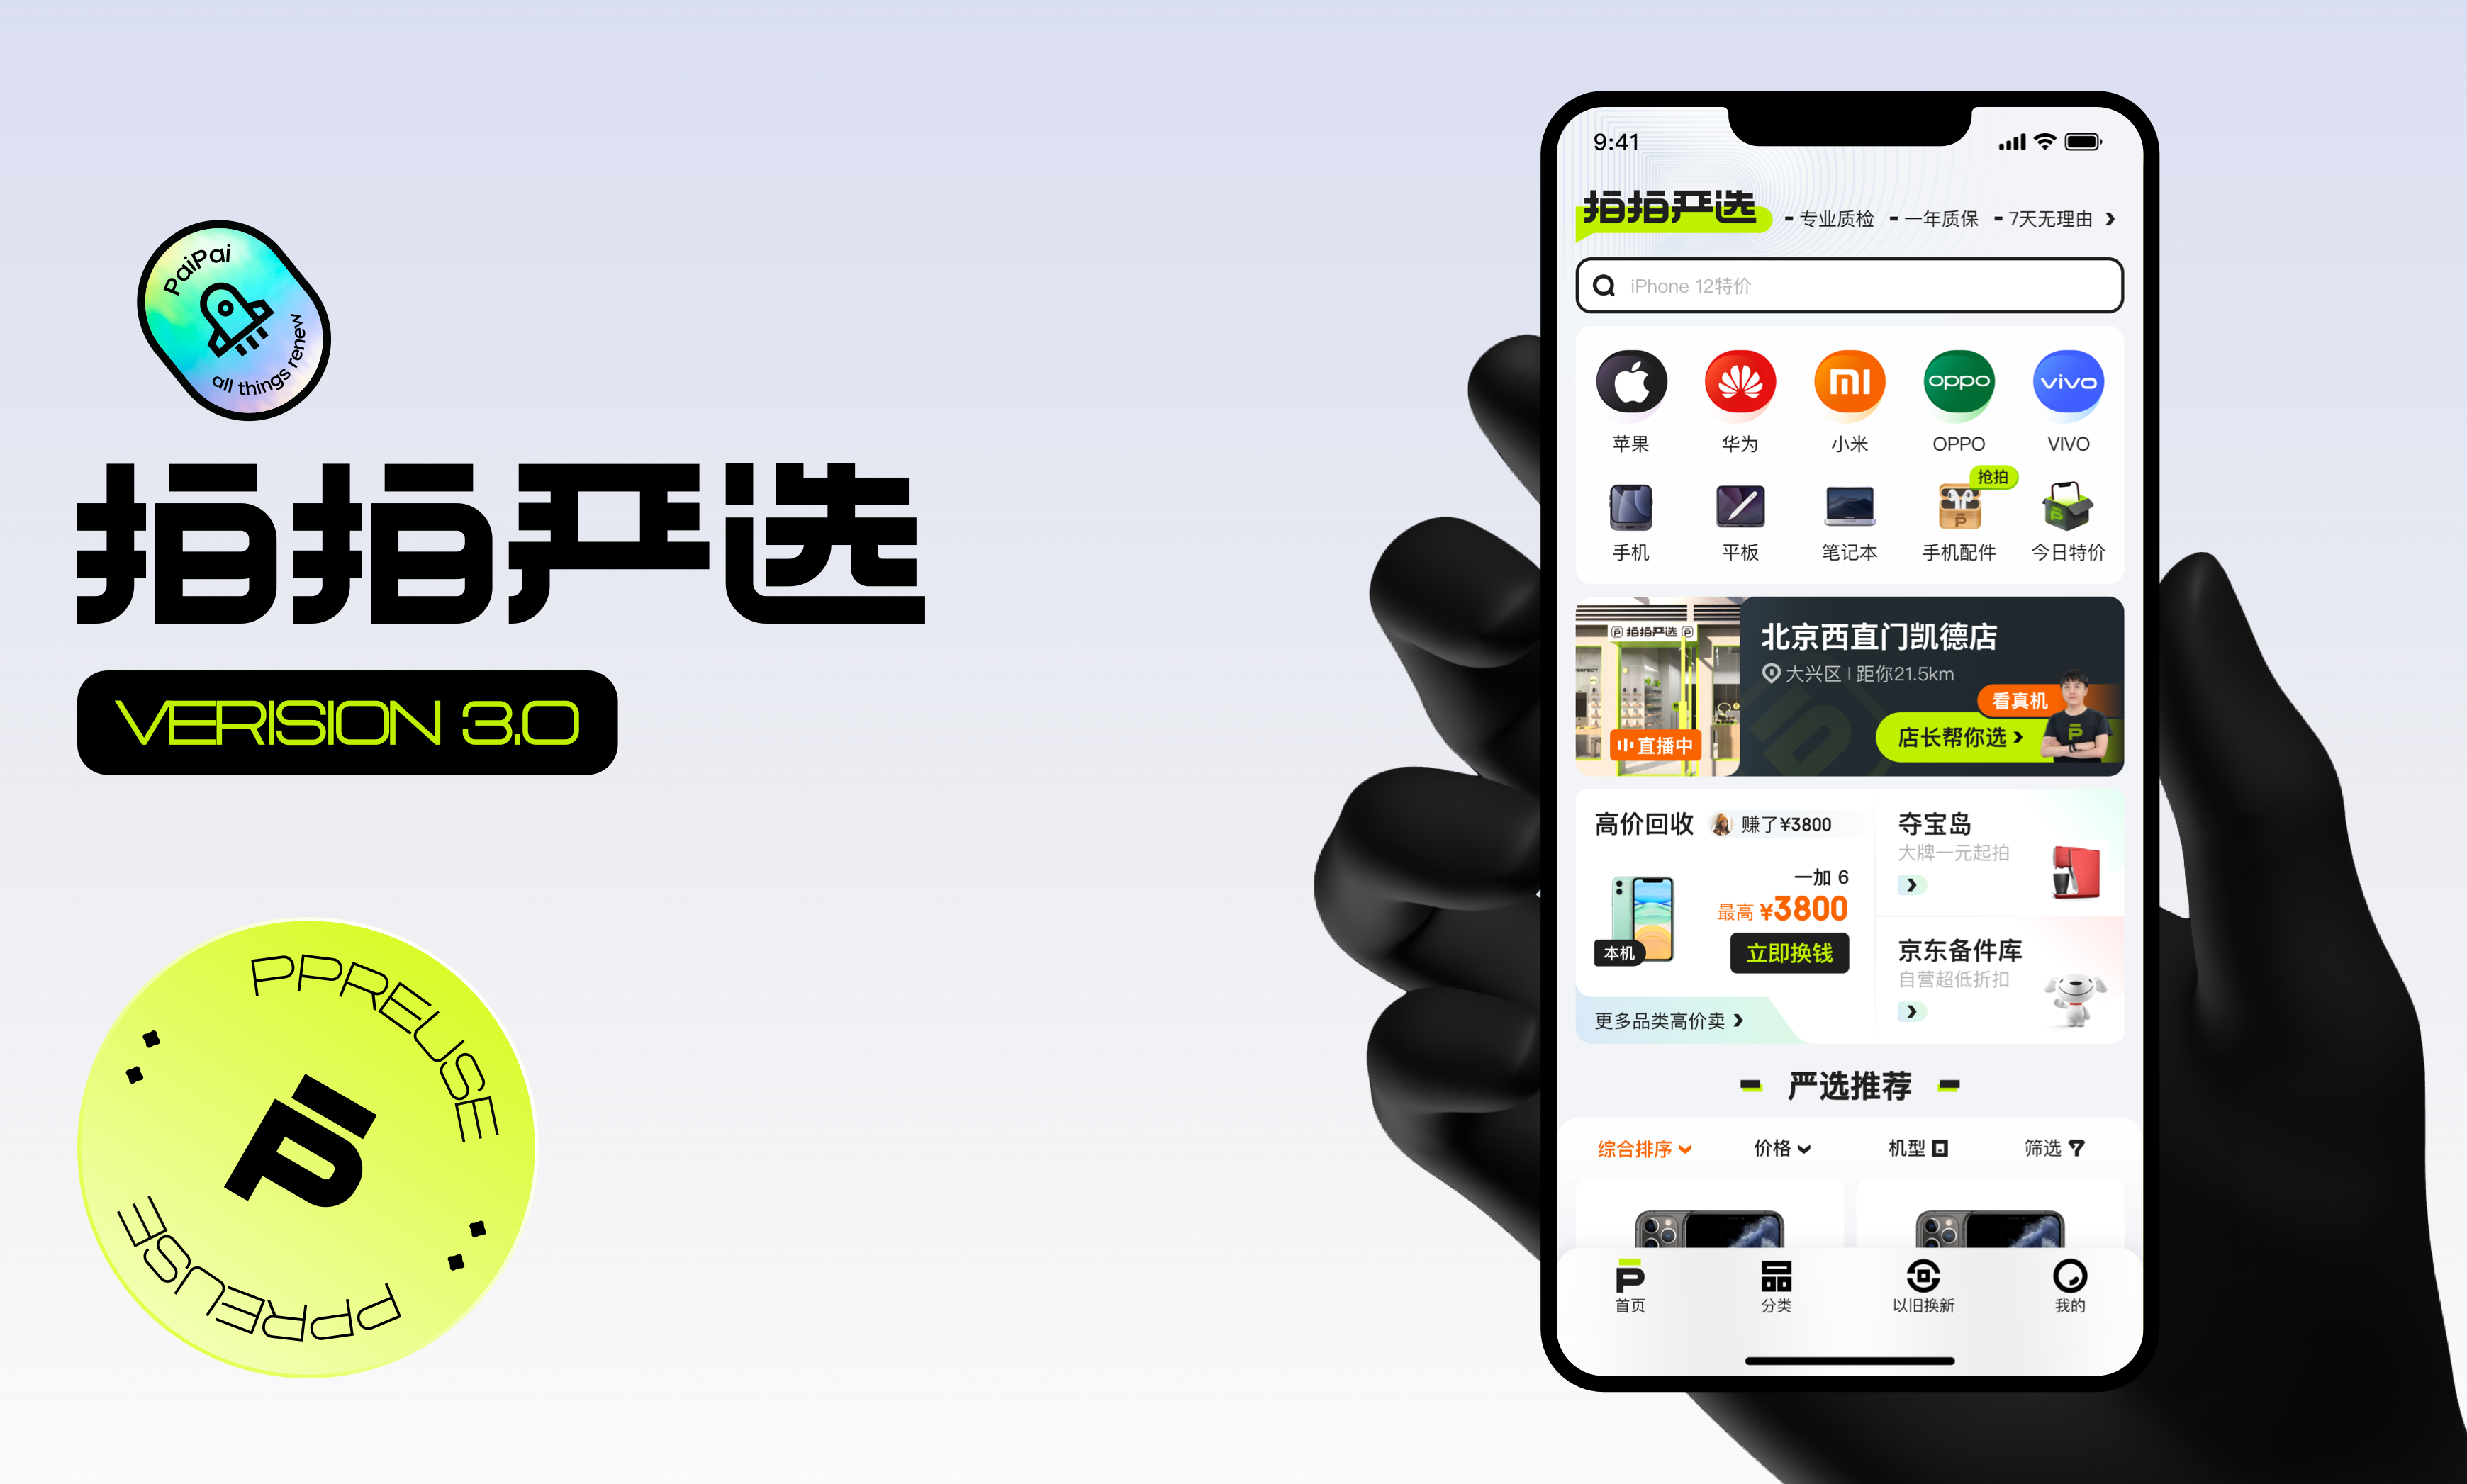 PaiPai
all things renew
拍拍严选
VERISION 3.0
PPREUSE
PPREUSE
9:41
拍拍严选
专业质检 一年质保 7天无理由
iPhone 12特价
mi oppo vivo
苹果 华为 小米 OPPO VIVO
抢拍
手机 平板 笔记本 手机配件 今日特价
拍拍严选
北京西直门凯德店
大兴区 | 距你21.5km
看真机
直播中
店长帮你选
高价回收 赚了¥3800
一加 6
最高 ¥3800
本机
立即换钱
更多品类高价卖
夺宝岛
大牌一元起拍
京东备件库
自营超低折扣
严选推荐
综合排序 价格 机型 筛选
首页 分类 以旧换新 我的